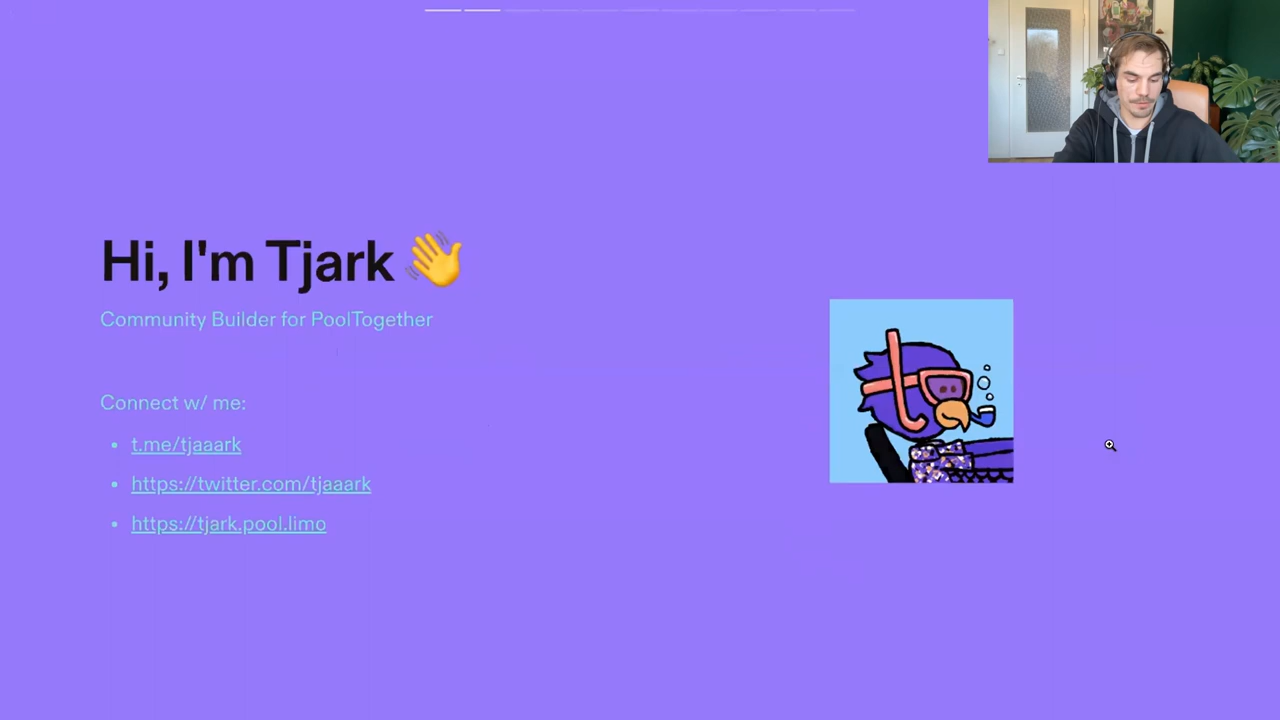 Hi, I'm Tjark 👋
Community Builder for PoolTogether
Connect w/ me:
• t.me/tjaaark
• https://twitter.com/tjaaark
• https://tjark.pool.limo